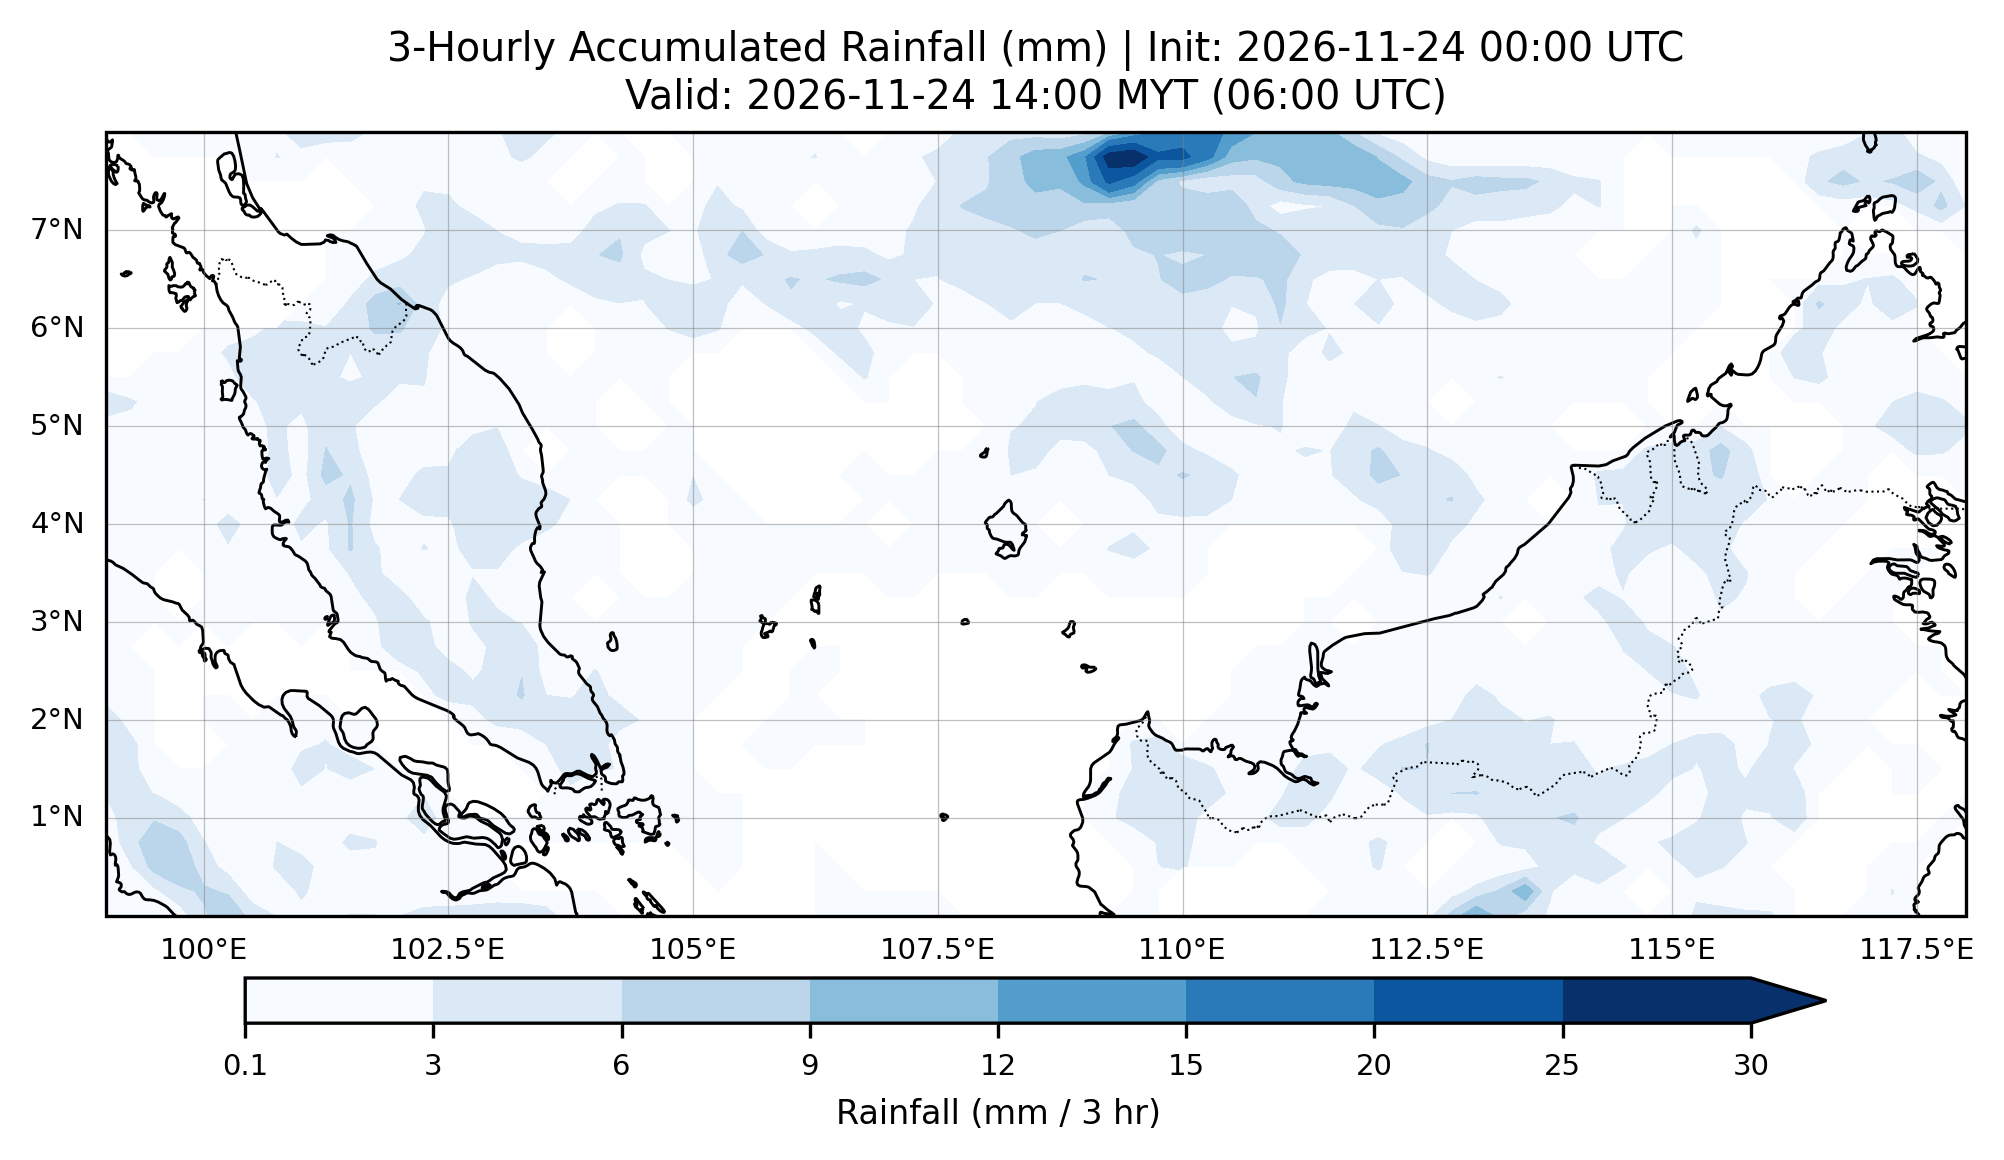 3-Hourly Accumulated Rainfall (mm) | Init: 2026-11-24 00:00 UTC
Valid: 2026-11-24 14:00 MYT (06:00 UTC)
7°N
6°N
5°N
4°N
3°N
2°N
1°N
100°E 102.5°E 105°E 107.5°E 110°E 112.5°E 115°E 117.5°E
0.1 3 6 9 12 15 20 25 30
Rainfall (mm / 3 hr)